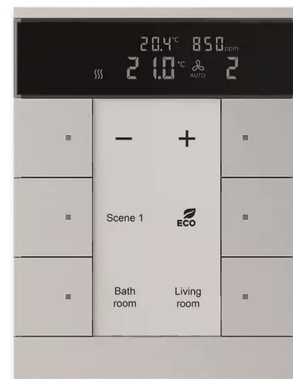 20.4°C 850ppm
21.0°C AUTO 2
− +
Scene 1 ECO
Bath room
Living room